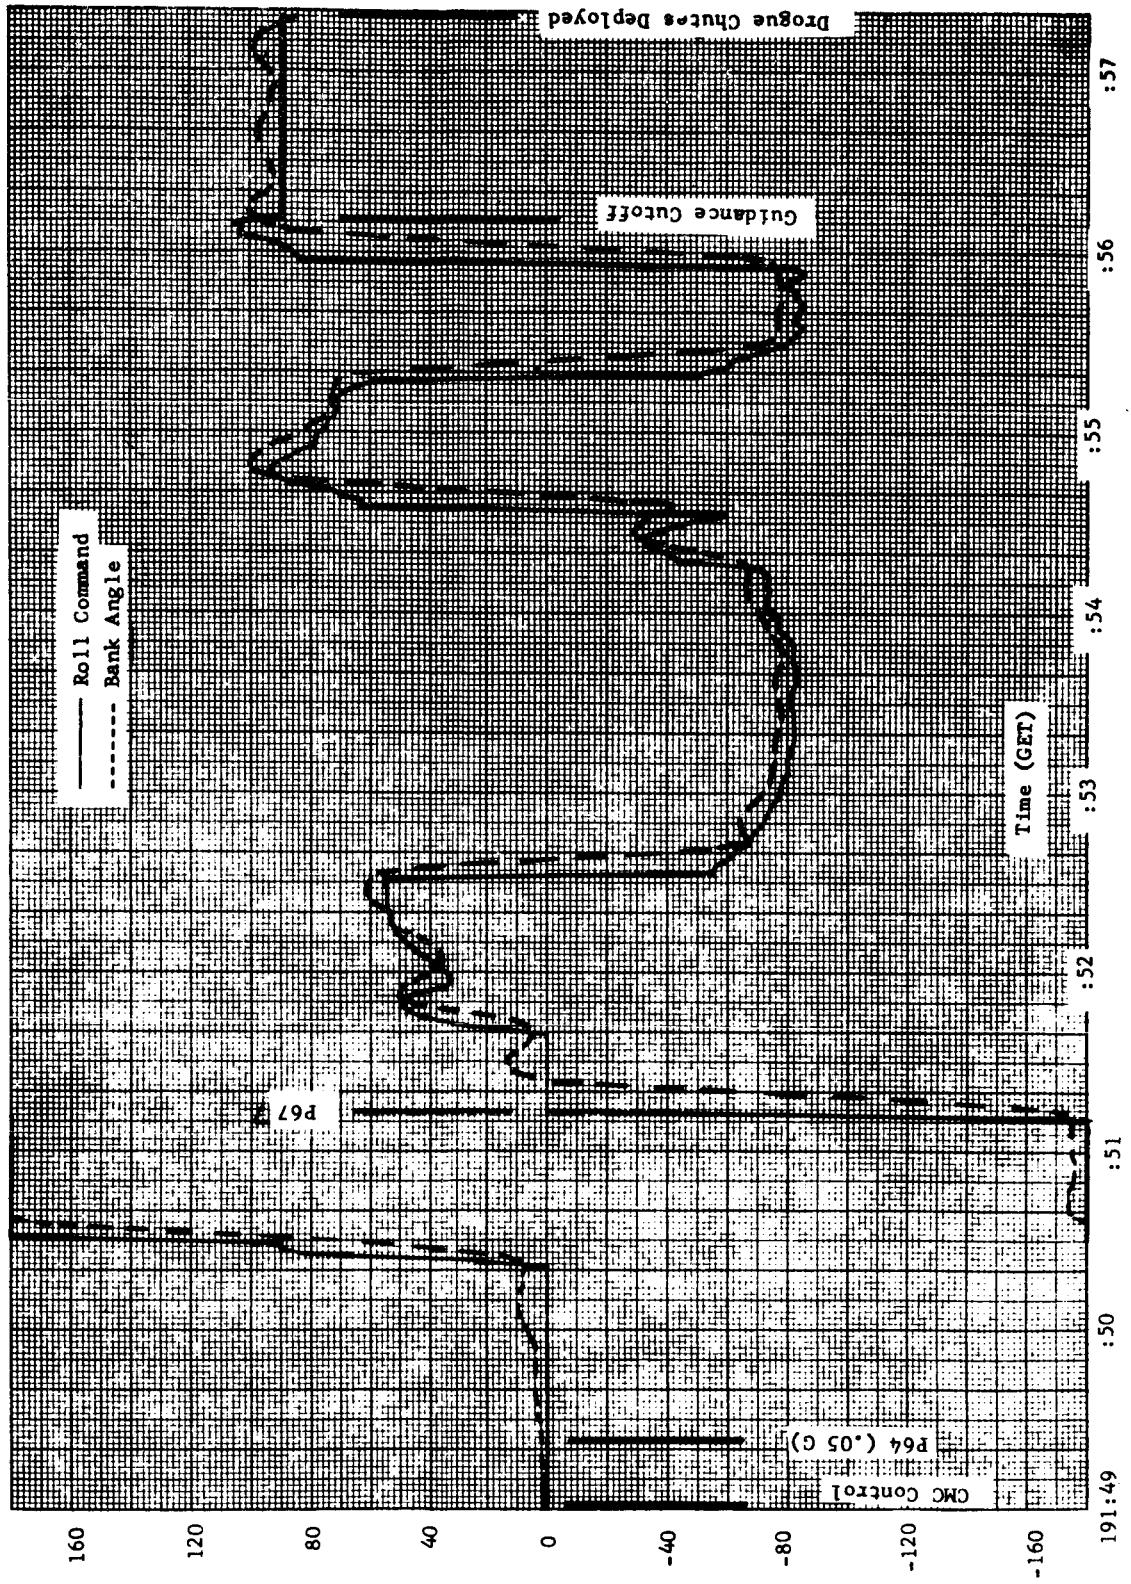 Roll Command
Bank Angle
160
120
80
40
0
-40
-80
-120
-160
191:49
:50
:51
:52
:53
:54
:55
:56
:57
Time (GET)
CMC Control
P64 (.05 G)
P67
Guidance Cutoff
Drogue Chutes Deployed